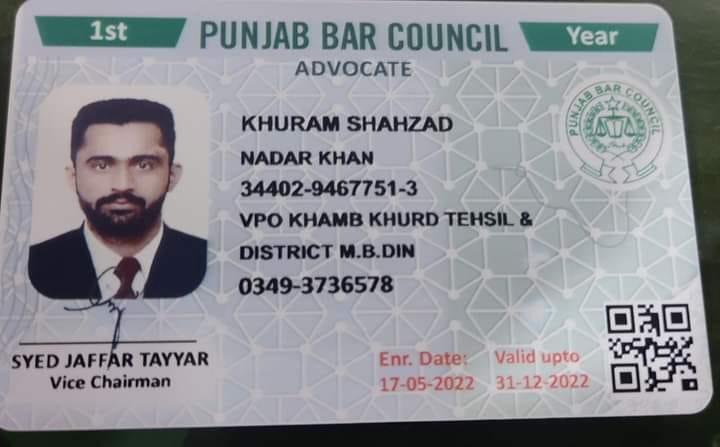 1st PUNJAB BAR COUNCIL Year
ADVOCATE
PUNJAB BAR COUNCIL
KHURAM SHAHZAD
NADAR KHAN
34402-9467751-3
VPO KHAMB KHURD TEHSIL &
DISTRICT M.B.DIN
0349-3736578
SYED JAFFAR TAYYAR
Vice Chairman
Enr. Date: Valid upto
17-05-2022 31-12-2022